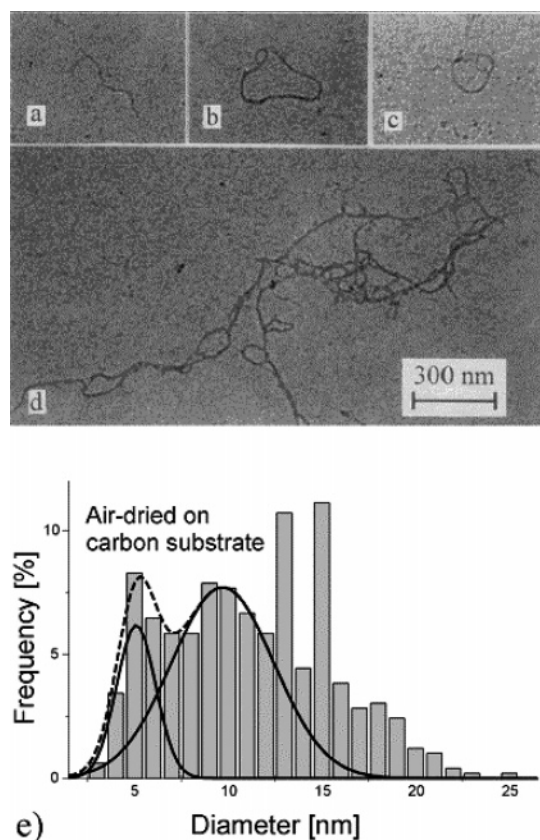 a
b
c
300 nm
d
Air-dried on
carbon substrate
10
5
0
Frequency [%]
5
10
15
20
25
Diameter [nm]
e)